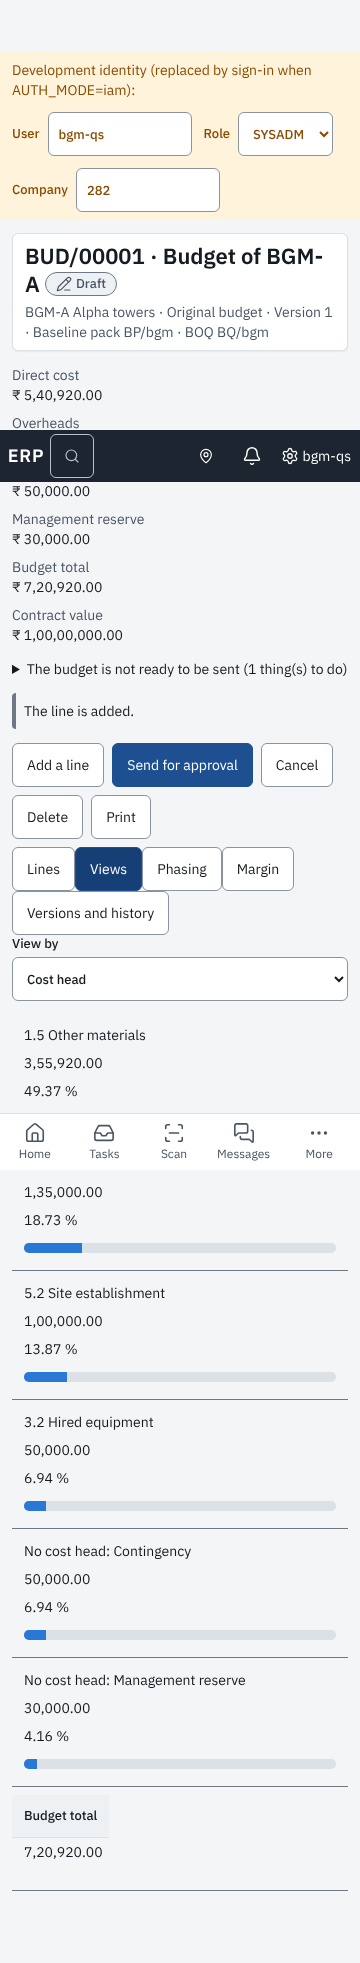 Development identity (replaced by sign-in when
AUTH_MODE=iam):
User bgm-qs Role SYSADM
Company 282
BUD/00001 · Budget of BGM-
A Draft
BGM-A Alpha towers · Original budget · Version 1
· Baseline pack BP/bgm · BOQ BQ/bgm
Direct cost
₹ 5,40,920.00
Overheads
ERP bgm-qs
₹ 50,000.00
Management reserve
₹ 30,000.00
Budget total
₹ 7,20,920.00
Contract value
₹ 1,00,00,000.00
The budget is not ready to be sent (1 thing(s) to do)
The line is added.
Add a line Send for approval Cancel
Delete Print
Lines Views Phasing Margin
Versions and history
View by
Cost head
1.5 Other materials
3,55,920.00
49.37 %
Home Tasks Scan Messages More
1,35,000.00
18.73 %
5.2 Site establishment
1,00,000.00
13.87 %
3.2 Hired equipment
50,000.00
6.94 %
No cost head: Contingency
50,000.00
6.94 %
No cost head: Management reserve
30,000.00
4.16 %
Budget total
7,20,920.00